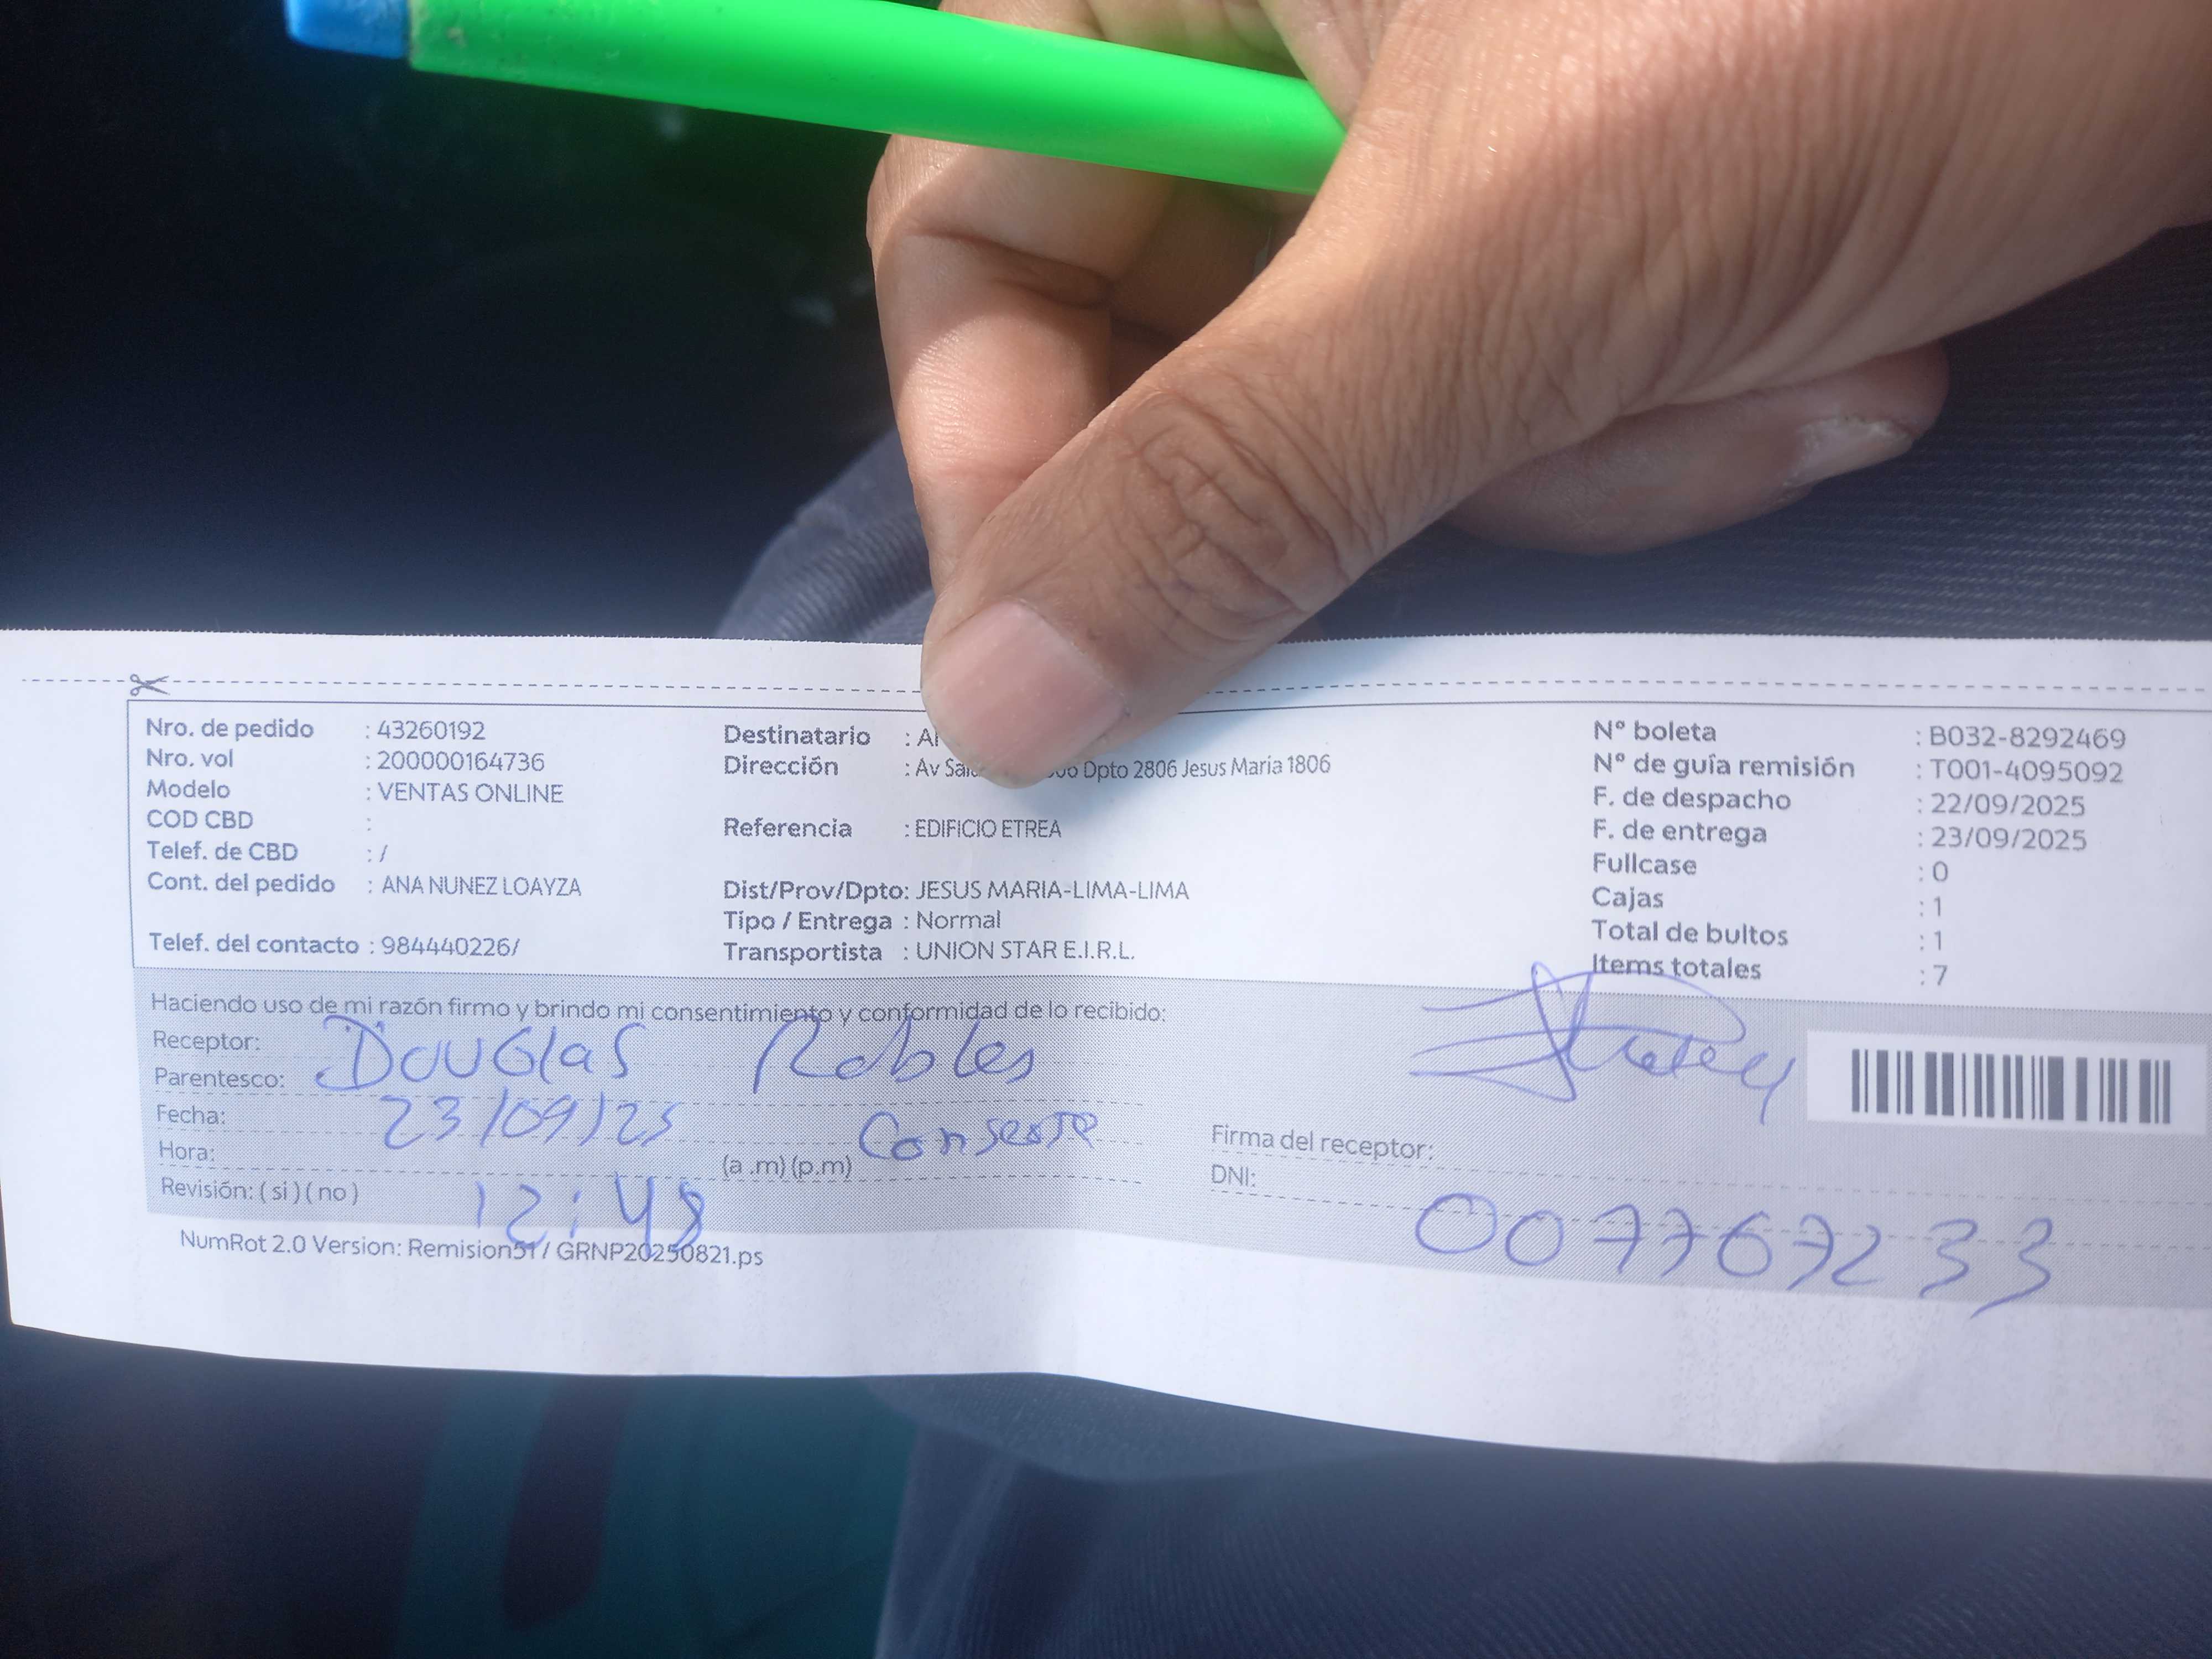 Nro. de pedido : 43260192
Nro. vol : 200000164736
Modelo : VENTAS ONLINE
COD CBD :
Telef. de CBD : /
Cont. del pedido : ANA NUNEZ LOAYZA
Telef. del contacto : 984440226/
Destinatario :
Dirección : Av Dpto 2806 Jesus Maria 1806
Referencia : EDIFICIO ETREA
Dist/Prov/Dpto: JESUS MARIA-LIMA-LIMA
Tipo / Entrega : Normal
Transportista : UNION STAR E.I.R.L.
Nº boleta : B032-8292469
Nº de guía remisión : T001-4095092
F. de despacho : 22/09/2025
F. de entrega : 23/09/2025
Fullcase : 0
Cajas : 1
Total de bultos : 1
Items totales : 7
Haciendo uso de mi razón firmo y brindo mi consentimiento y conformidad de lo recibido:
Receptor: Douglas Robles
Parentesco:
Fecha: 23/09/25
Hora: (a .m) (p.m)
Revisión: ( si ) ( no ) 12:48
Firma del receptor:
DNI: 007767233
NumRot 2.0 Version: Remision51 / GRNP20250821.ps